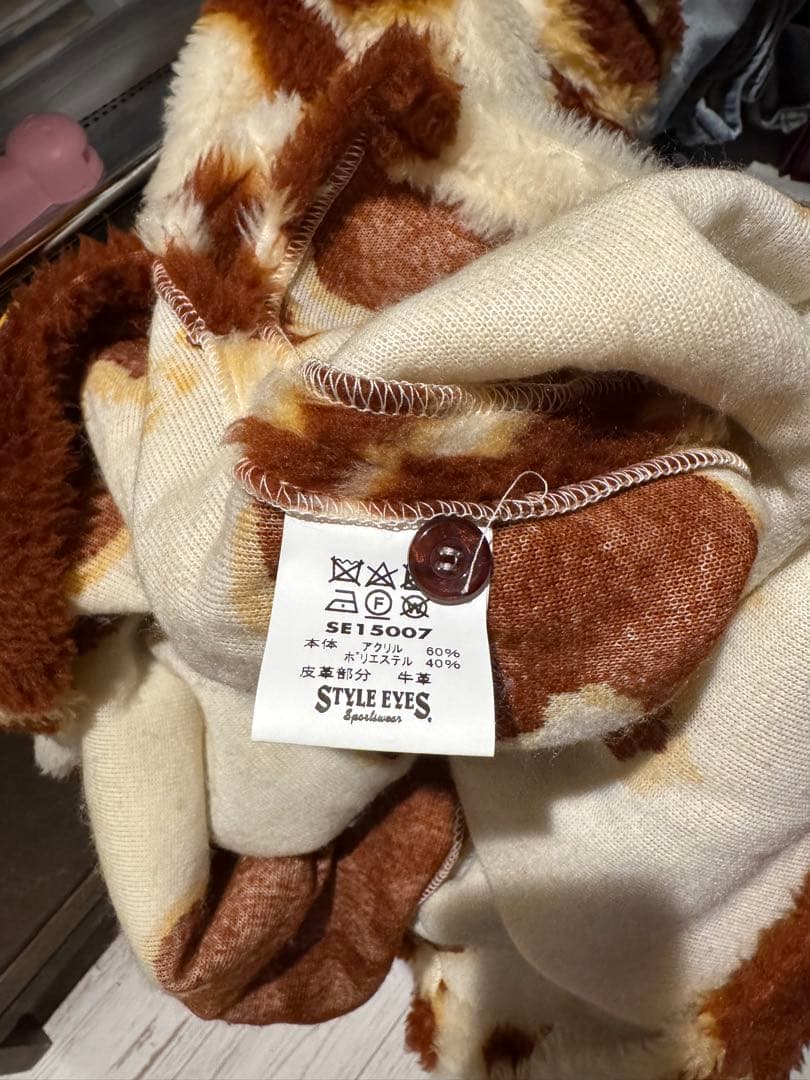 F W
SE15007
本体 アクリル 60%
ポリエステル 40%
皮革部分 牛革
STYLE EYES
Sportswear